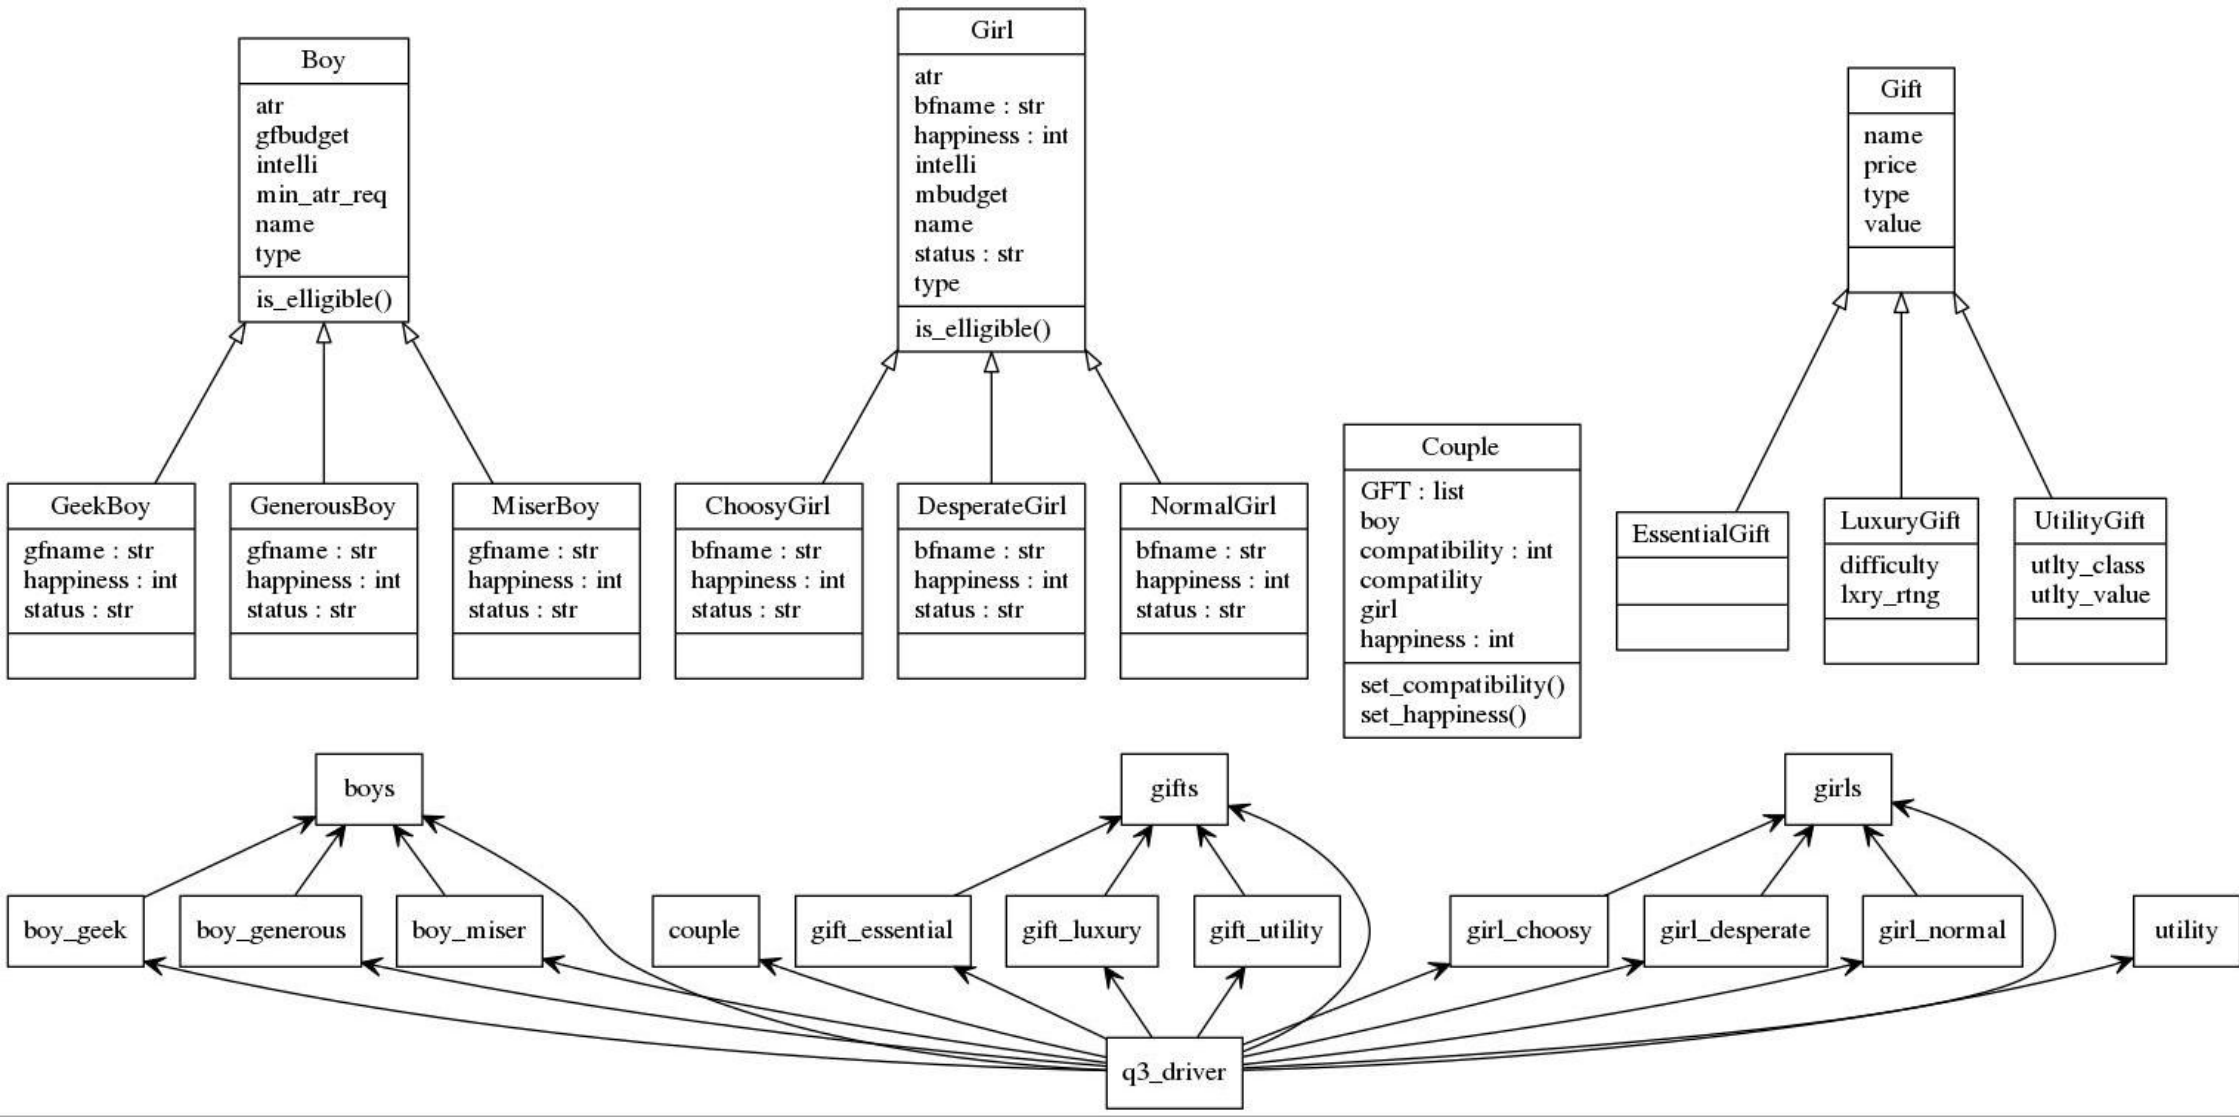 Boy
atr
gfbudget
intelli
min_atr_req
name
type
is_elligible()
Girl
atr
bfname : str
happiness : int
intelli
mbudget
name
status : str
type
is_elligible()
Gift
name
price
type
value
GeekBoy
gfname : str
happiness : int
status : str
GenerousBoy
gfname : str
happiness : int
status : str
MiserBoy
gfname : str
happiness : int
status : str
ChoosyGirl
bfname : str
happiness : int
status : str
DesperateGirl
bfname : str
happiness : int
status : str
NormalGirl
bfname : str
happiness : int
status : str
Couple
GFT : list
boy
compatibility : int
compatility
girl
happiness : int
set_compatibility()
set_happiness()
EssentialGift
LuxuryGift
difficulty
lxry_rtng
UtilityGift
utlty_class
utlty_value
boys
gifts
girls
boy_geek
boy_generous
boy_miser
couple
gift_essential
gift_luxury
gift_utility
girl_choosy
girl_desperate
girl_normal
utility
q3_driver